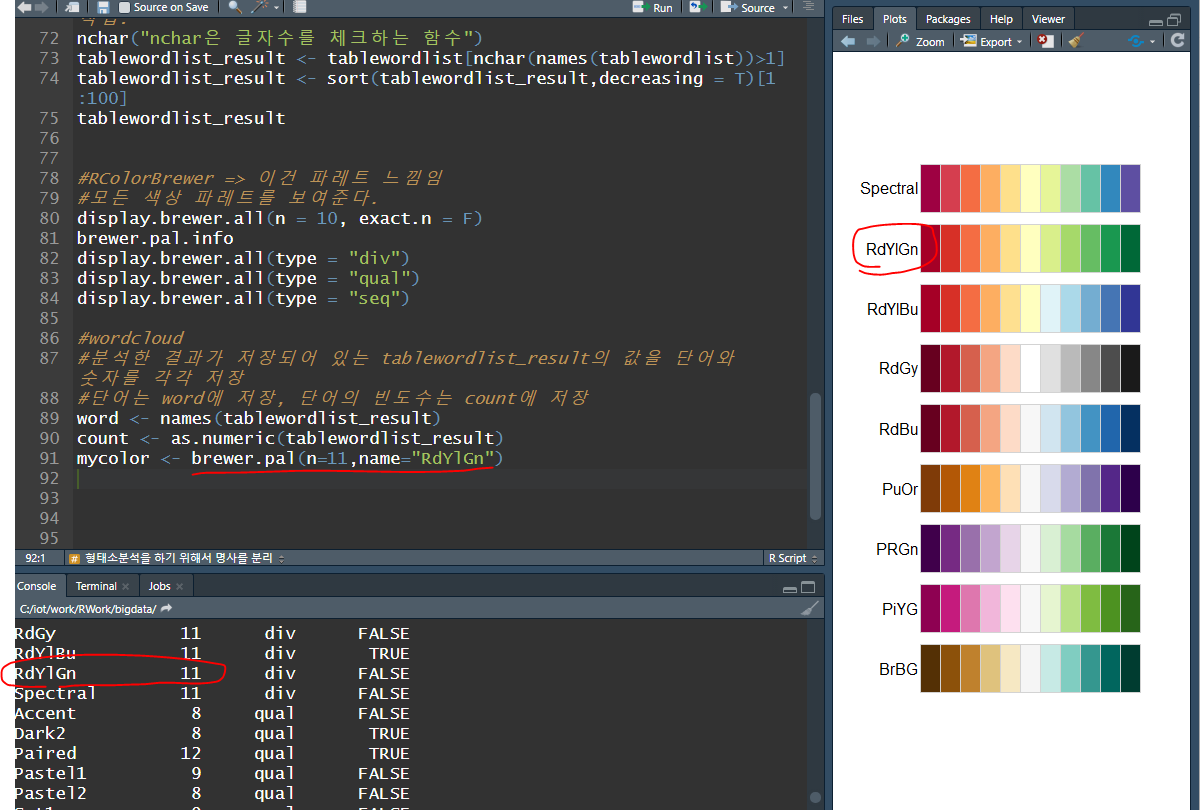 Source on Save
Run
Source
72 nchar("nchar은 글자수를 체크하는 함수")
73 tablewordlist_result <- tablewordlist[nchar(names(tablewordlist))>1]
74 tablewordlist_result <- sort(tablewordlist_result,decreasing = T)[1
:100]
75 tablewordlist_result
76
77
78 #RColorBrewer => 이건 파레트 느낌임
79 #모든 색상 파레트를 보여준다.
80 display.brewer.all(n = 10, exact.n = F)
81 brewer.pal.info
82 display.brewer.all(type = "div")
83 display.brewer.all(type = "qual")
84 display.brewer.all(type = "seq")
85
86 #wordcloud
87 #분석한 결과가 저장되어 있는 tablewordlist_result의 값을 단어와
숫자를 각각 저장
88 #단어는 word에 저장, 단어의 빈도수는 count에 저장
89 word <- names(tablewordlist_result)
90 count <- as.numeric(tablewordlist_result)
91 mycolor <- brewer.pal(n=11,name="RdYlGn")
92
93
94
95
92:1 # 형태소분석을 하기 위해서 명사를 분리 R Script
Console Terminal Jobs
C:/iot/work/RWork/bigdata/
RdGy 11 div FALSE
RdYlBu 11 div TRUE
RdYlGn 11 div FALSE
Spectral 11 div FALSE
Accent 8 qual FALSE
Dark2 8 qual TRUE
Paired 12 qual TRUE
Pastel1 9 qual FALSE
Pastel2 8 qual FALSE
Files Plots Packages Help Viewer
Zoom Export
Spectral
RdYlGn
RdYlBu
RdGy
RdBu
PuOr
PRGn
PiYG
BrBG